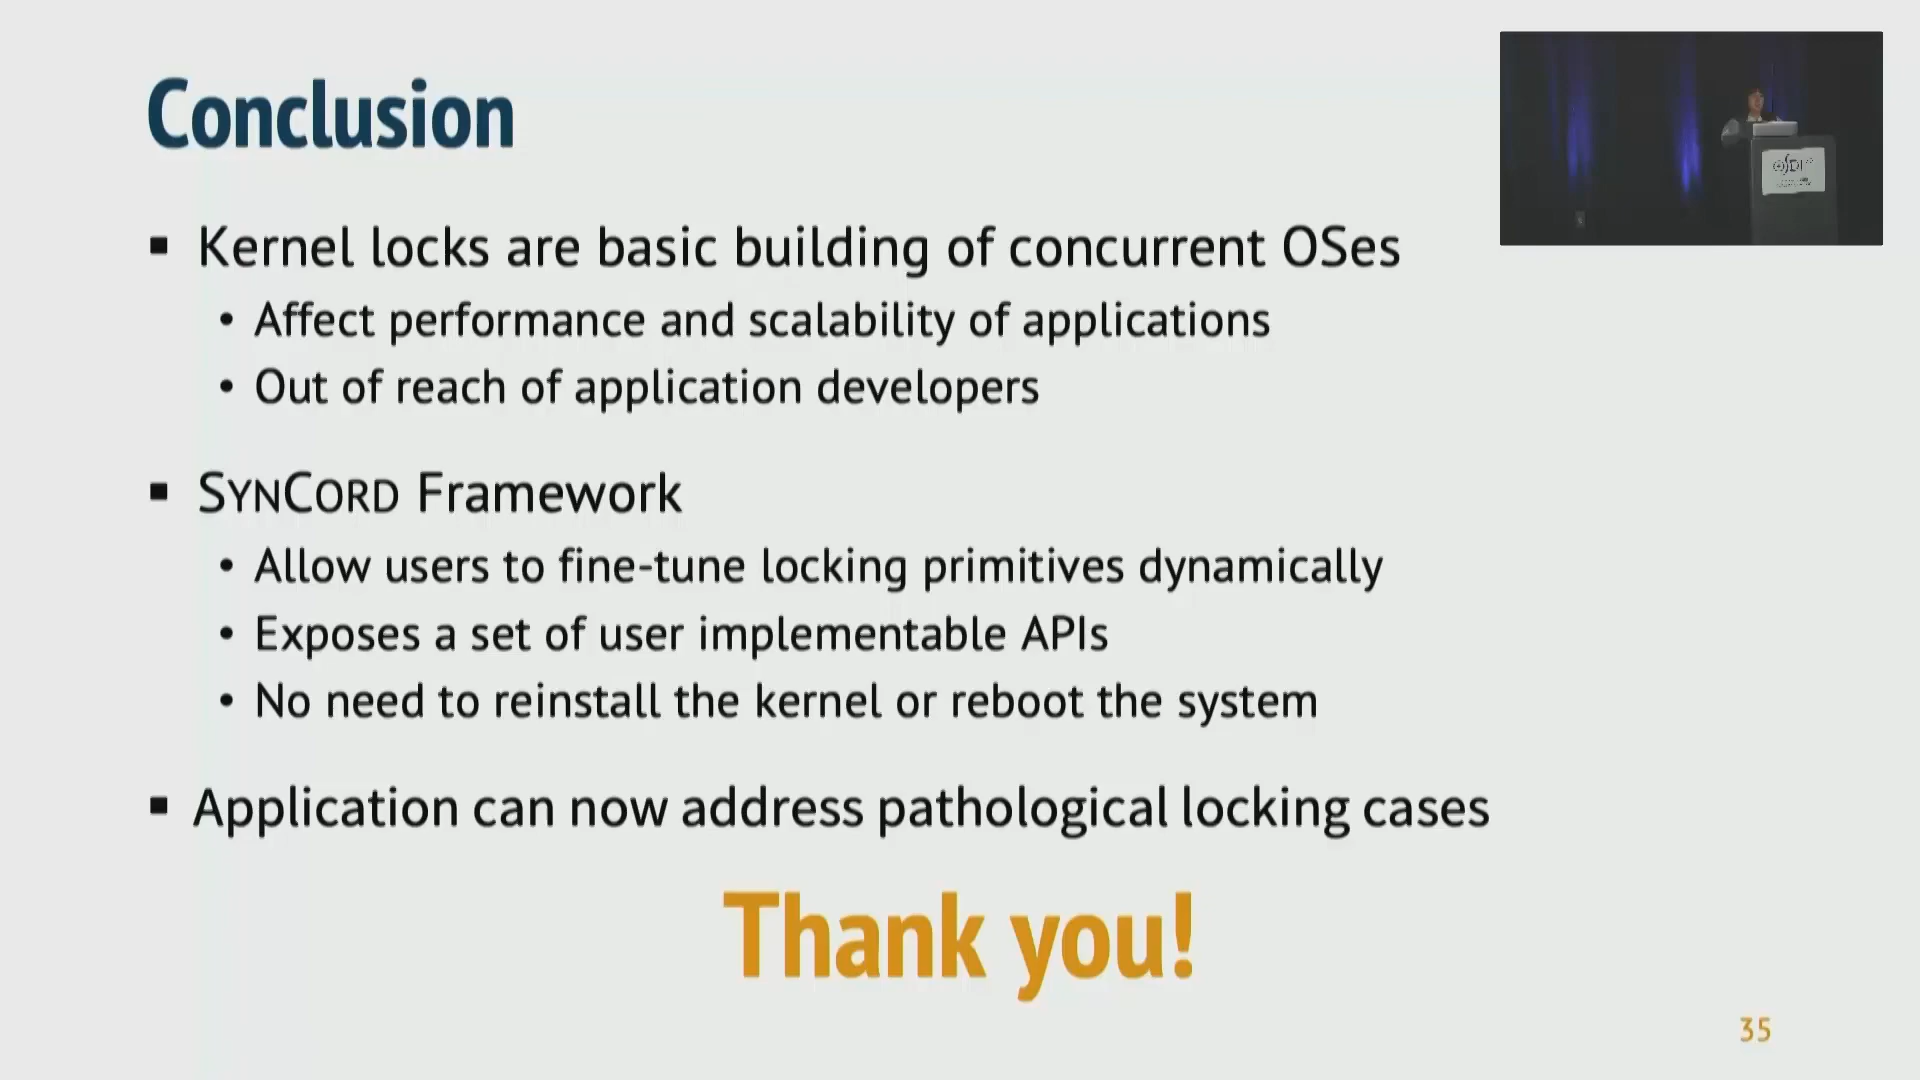 Conclusion
▪ Kernel locks are basic building of concurrent OSes
• Affect performance and scalability of applications
• Out of reach of application developers
▪ SYNCORD Framework
• Allow users to fine-tune locking primitives dynamically
• Exposes a set of user implementable APIs
• No need to reinstall the kernel or reboot the system
▪ Application can now address pathological locking cases
Thank you!
35
OSDI